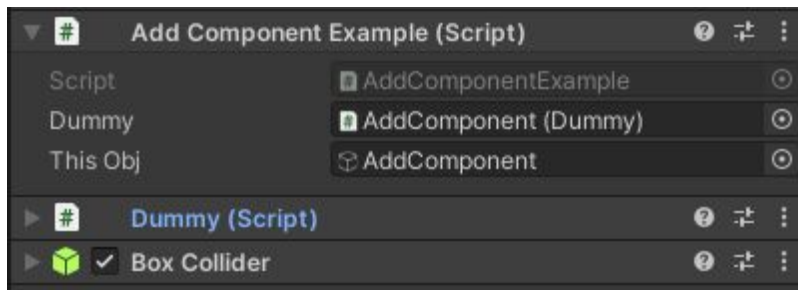 Add Component Example (Script)
Script AddComponentExample
Dummy AddComponent (Dummy)
This Obj AddComponent
Dummy (Script)
Box Collider